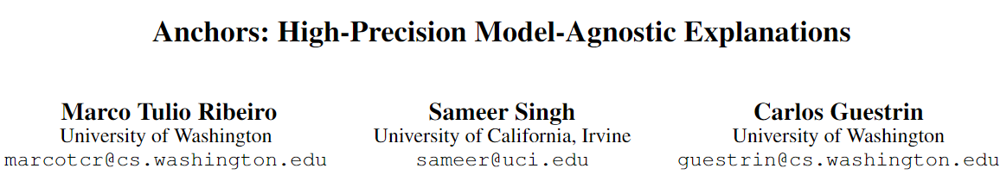 Anchors: High-Precision Model-Agnostic Explanations
Marco Tulio Ribeiro
University of Washington
marcotcr@cs.washington.edu
Sameer Singh
University of California, Irvine
sameer@uci.edu
Carlos Guestrin
University of Washington
guestrin@cs.washington.edu